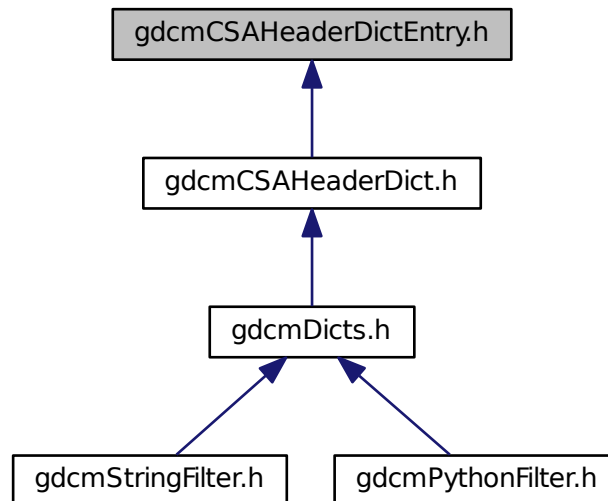 gdcmCSAHeaderDictEntry.h
gdcmCSAHeaderDict.h
gdcmDicts.h
gdcmStringFilter.h
gdcmPythonFilter.h